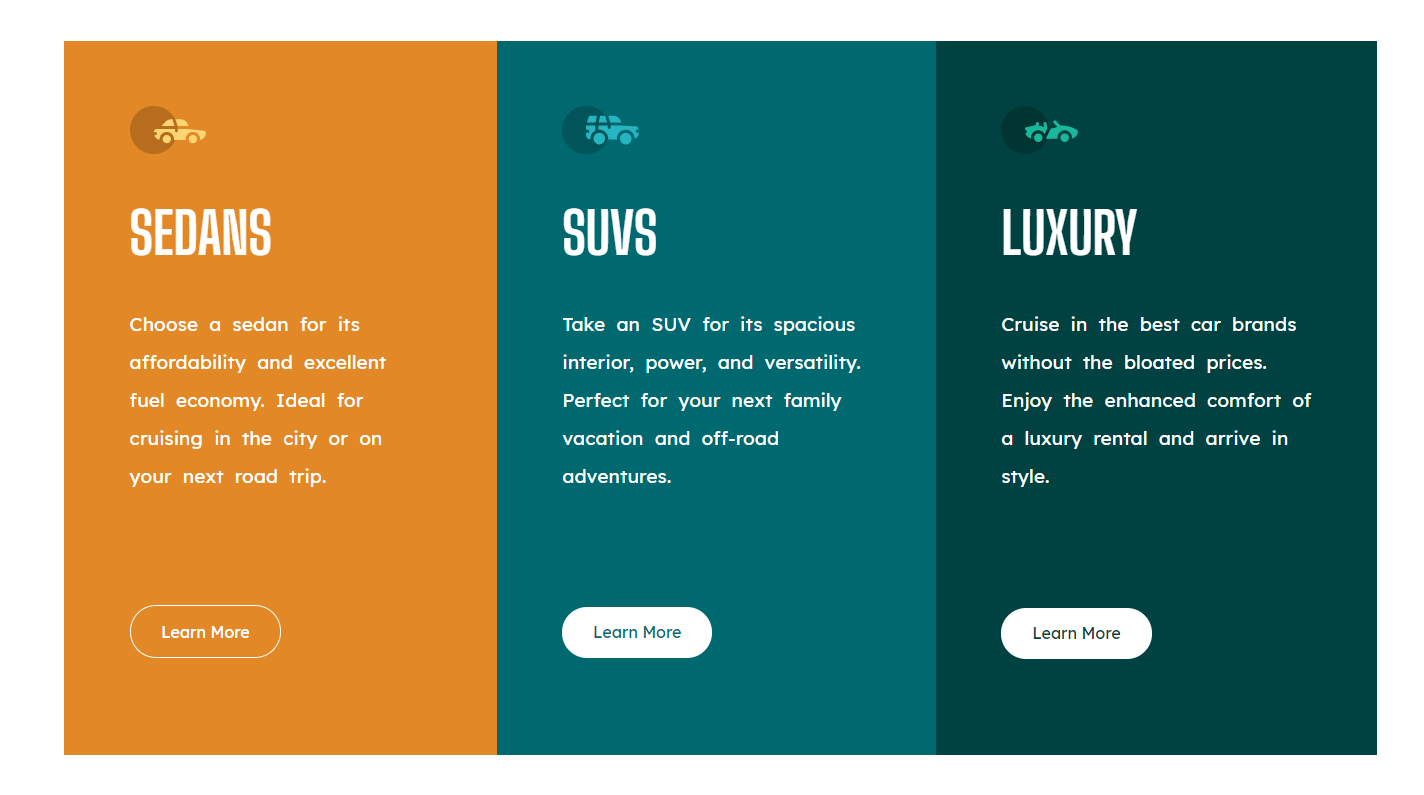 SEDANS
Choose a sedan for its
affordability and excellent
fuel economy. Ideal for
cruising in the city or on
your next road trip.
Learn More
SUVS
Take an SUV for its spacious
interior, power, and versatility.
Perfect for your next family
vacation and off-road
adventures.
Learn More
LUXURY
Cruise in the best car brands
without the bloated prices.
Enjoy the enhanced comfort of
a luxury rental and arrive in
style.
Learn More